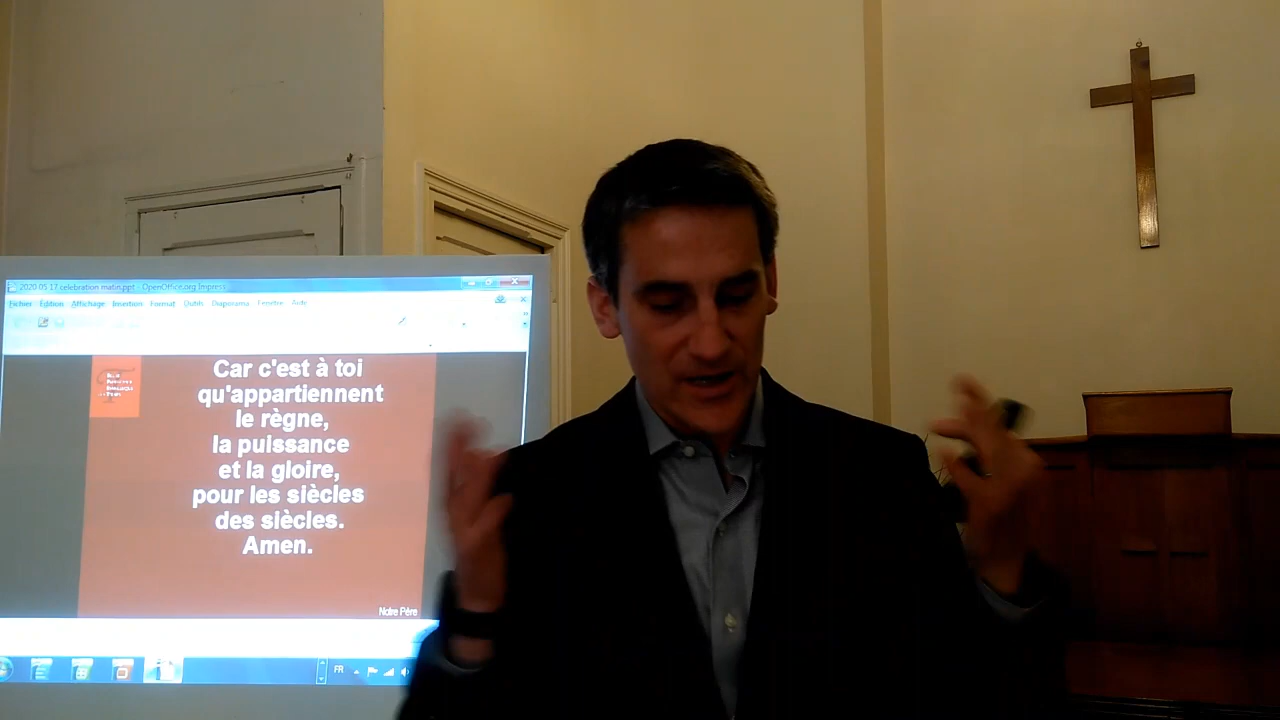 2020 05 17 celebration matin.ppt - OpenOffice.org Impress
Fichier Édition Affichage Insertion Format Outils Diaporama Fenêtre Aide
Car c'est à toi
qu'appartiennent
le règne,
la puissance
et la gloire,
pour les siècles
des siècles.
Amen.
Notre Père
FR